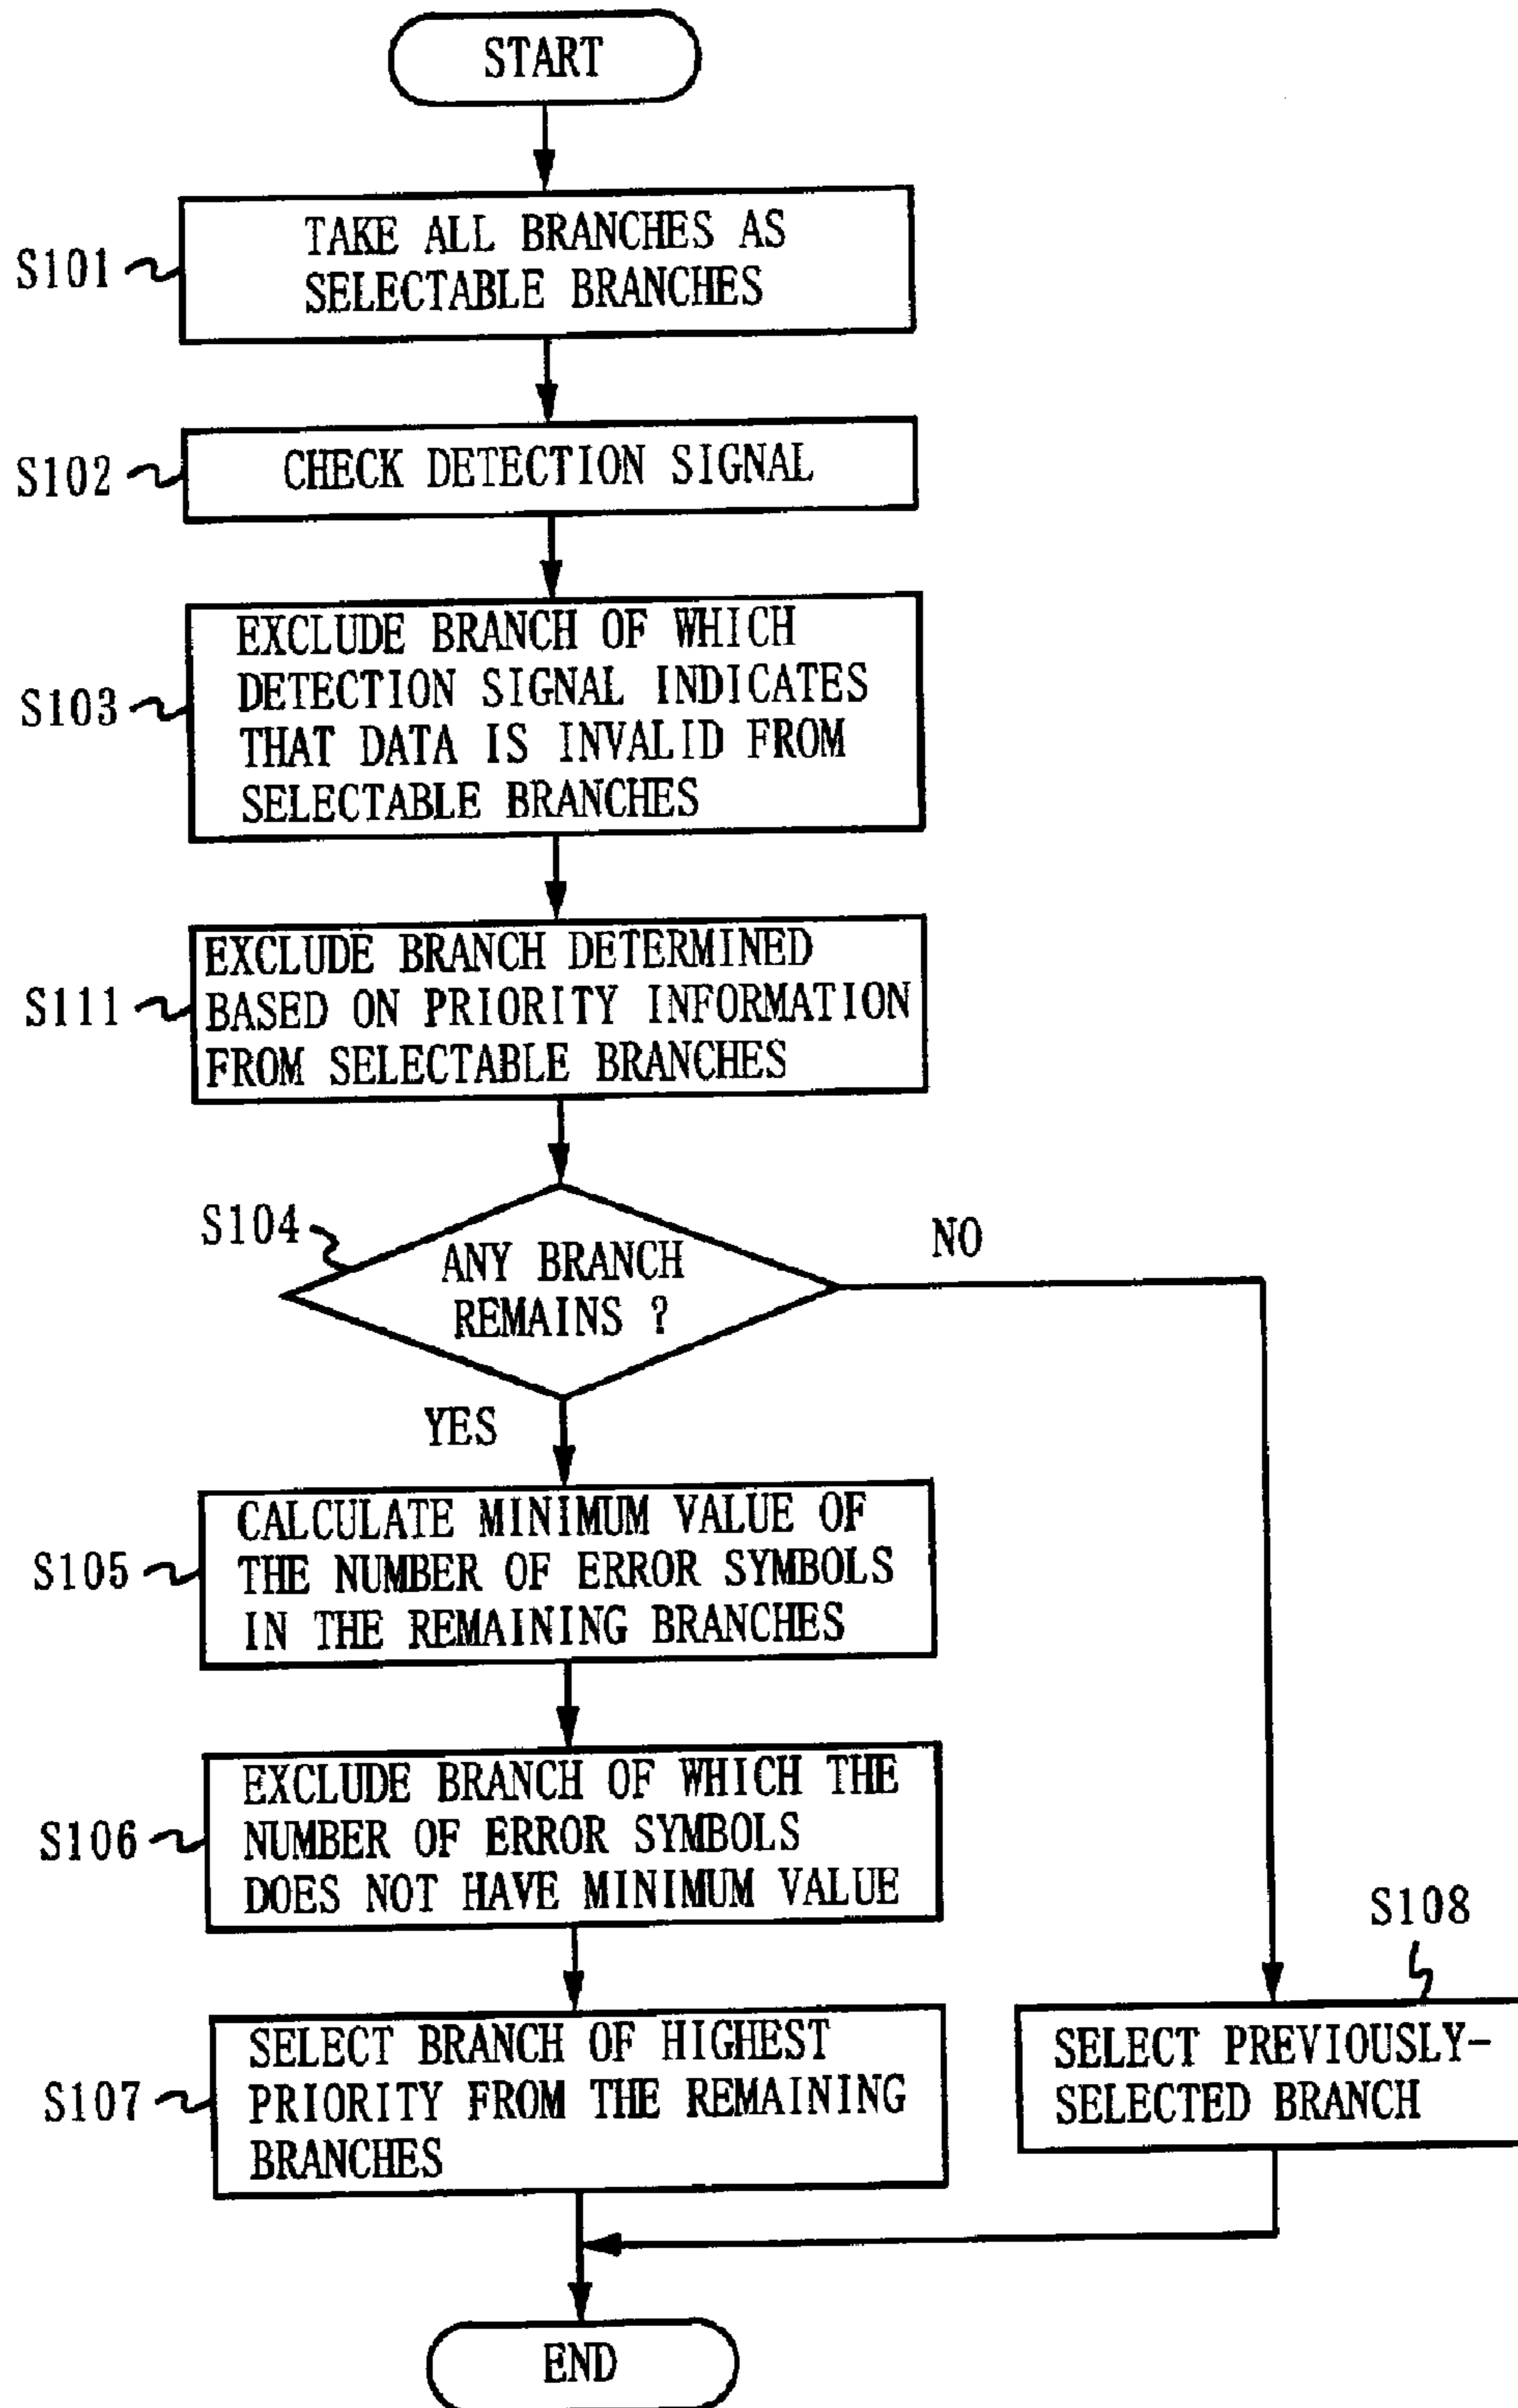 START
S101
TAKE ALL BRANCHES AS
SELECTABLE BRANCHES
S102
CHECK DETECTION SIGNAL
S103
EXCLUDE BRANCH OF WHICH
DETECTION SIGNAL INDICATES
THAT DATA IS INVALID FROM
SELECTABLE BRANCHES
S111
EXCLUDE BRANCH DETERMINED
BASED ON PRIORITY INFORMATION
FROM SELECTABLE BRANCHES
S104
ANY BRANCH
REMAINS ?
NO
YES
S105
CALCULATE MINIMUM VALUE OF
THE NUMBER OF ERROR SYMBOLS
IN THE REMAINING BRANCHES
S106
EXCLUDE BRANCH OF WHICH THE
NUMBER OF ERROR SYMBOLS
DOES NOT HAVE MINIMUM VALUE
S107
SELECT BRANCH OF HIGHEST
PRIORITY FROM THE REMAINING
BRANCHES
S108
SELECT PREVIOUSLY-
SELECTED BRANCH
END